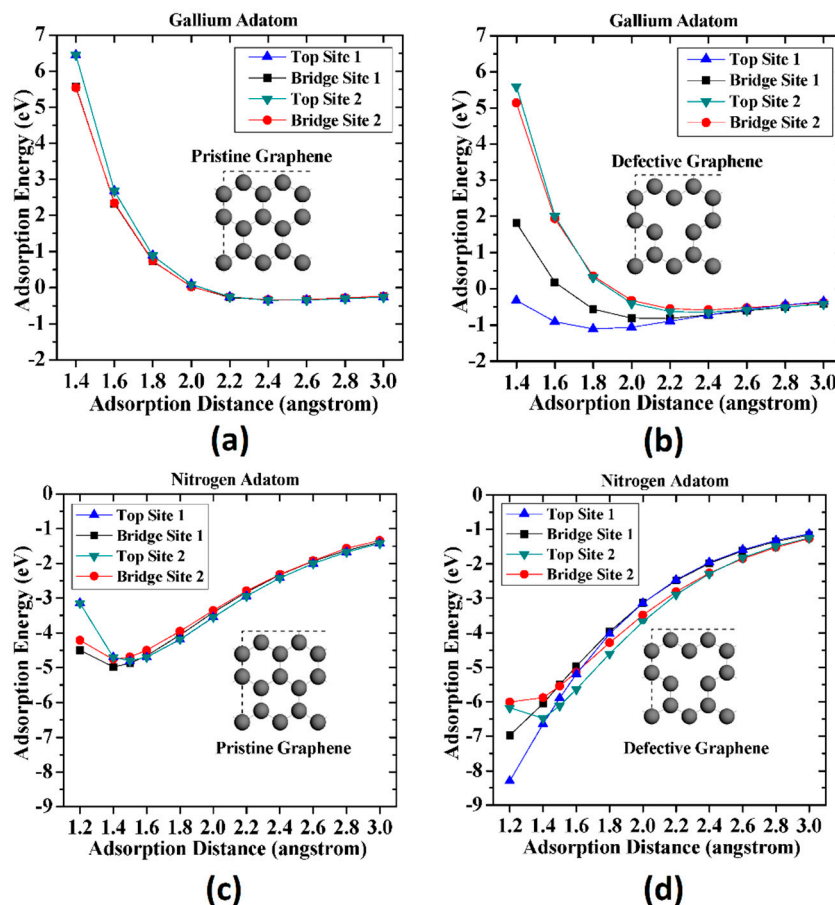 Gallium Adatom
Adsorption Energy (eV)
7
6
5
4
3
2
1
0
-1
-2
Top Site 1
Bridge Site 1
Top Site 2
Bridge Site 2
Pristine Graphene
1.4 1.6 1.8 2.0 2.2 2.4 2.6 2.8 3.0
Adsorption Distance (angstrom)
(a)
Gallium Adatom
Adsorption Energy (eV)
7
6
5
4
3
2
1
0
-1
-2
Top Site 1
Bridge Site 1
Top Site 2
Bridge Site 2
Defective Graphene
1.4 1.6 1.8 2.0 2.2 2.4 2.6 2.8 3.0
Adsorption Distance (angstrom)
(b)
Nitrogen Adatom
Adsorption Energy (eV)
0
-1
-2
-3
-4
-5
-6
-7
-8
-9
Top Site 1
Bridge Site 1
Top Site 2
Bridge Site 2
Pristine Graphene
1.2 1.4 1.6 1.8 2.0 2.2 2.4 2.6 2.8 3.0
Adsorption Distance (angstrom)
(c)
Nitrogen Adatom
Adsorption Energy (eV)
0
-1
-2
-3
-4
-5
-6
-7
-8
-9
Top Site 1
Bridge Site 1
Top Site 2
Bridge Site 2
Defective Graphene
1.2 1.4 1.6 1.8 2.0 2.2 2.4 2.6 2.8 3.0
Adsorption Distance (angstrom)
(d)